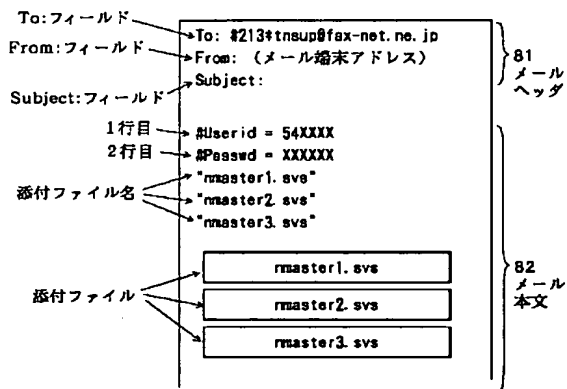 To:フィールド
From:フィールド
Subject:フィールド
To: #213*tnsup@fax-net.ne.jp
From: (メール端末アドレス)
Subject:
81
メール
ヘッダ
1行目
2行目
添付ファイル名
#Userid = 54XXXX
#Passwd = XXXXXX
"nmaster1.svs"
"nmaster2.svs"
"nmaster3.svs"
添付ファイル
nmaster1.svs
nmaster2.svs
nmaster3.svs
82
メール
本文